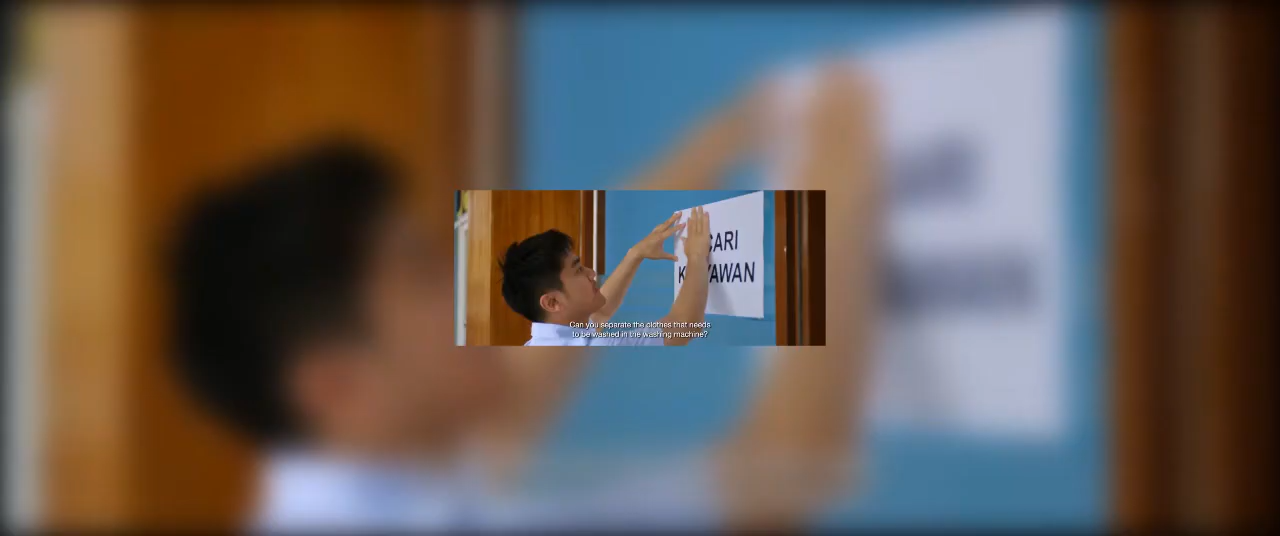 CARI
Can you separate the clothes that needs
to be washed in the washing machine?